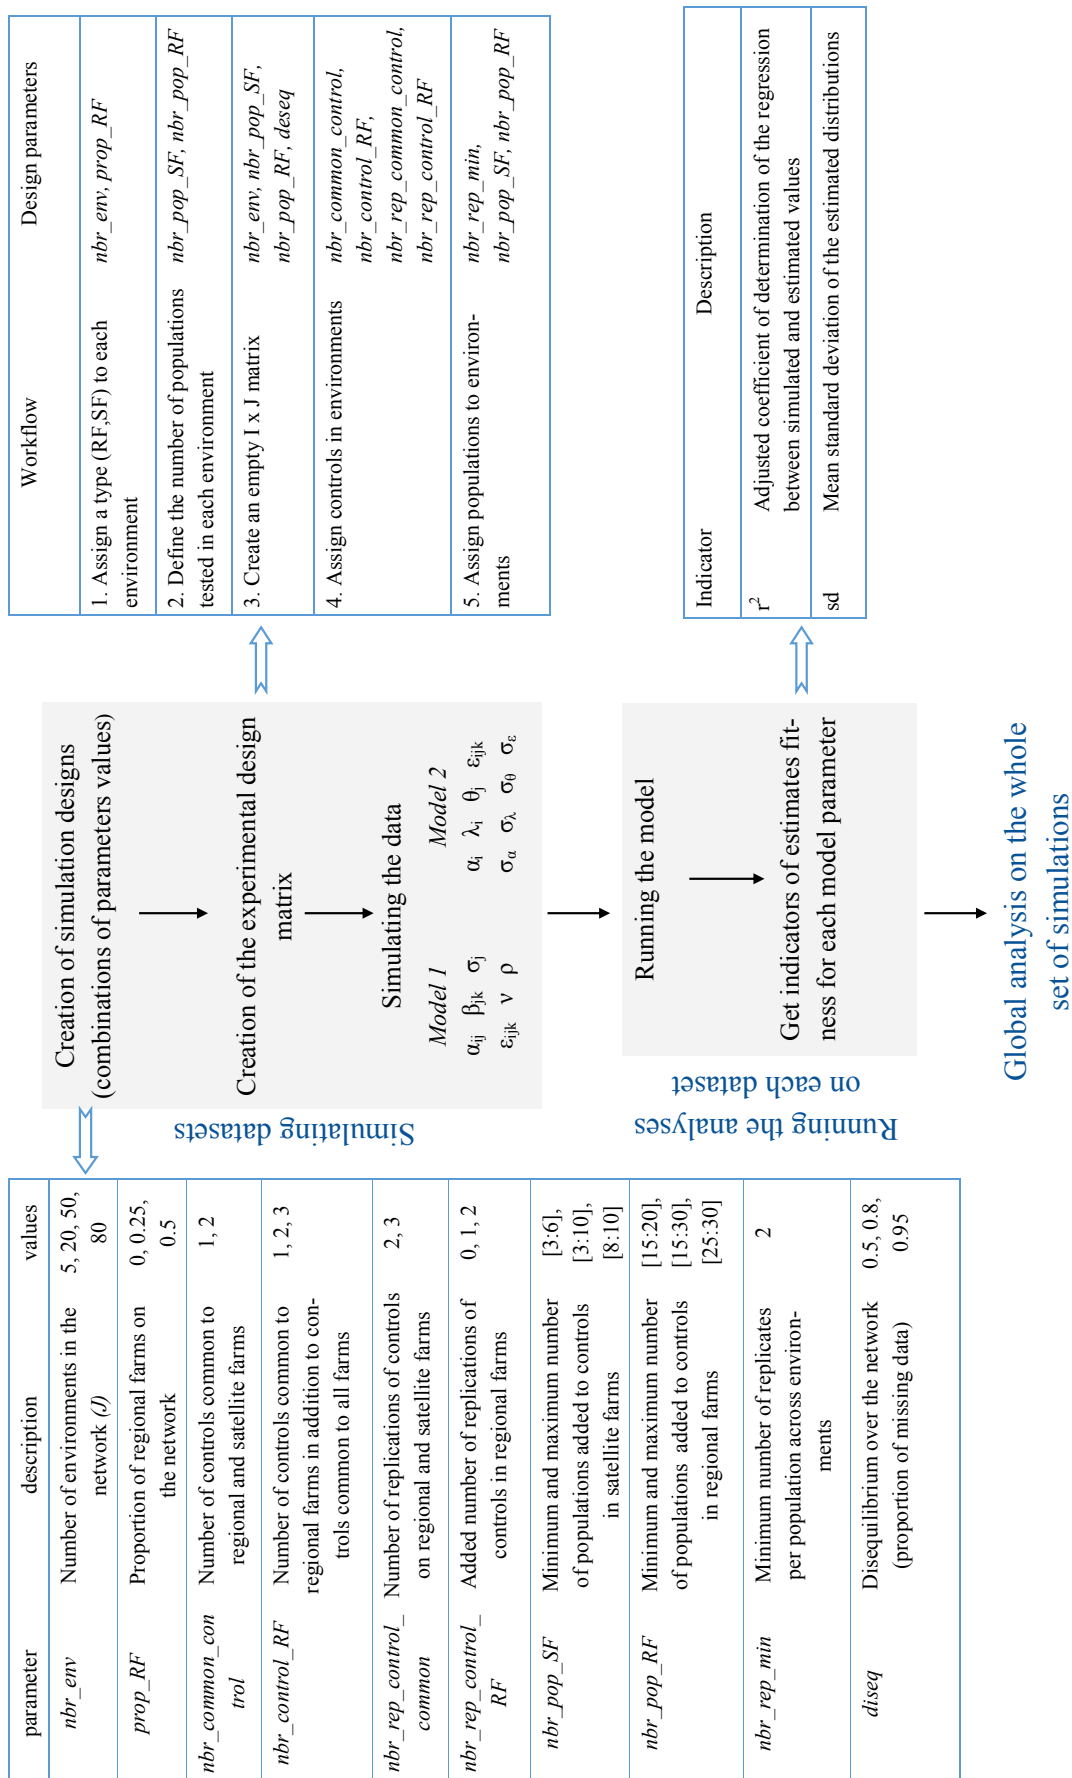 parameter
description
values
nbr_env
Number of environments in the
network (J)
5, 20, 50,
80
prop_RF
Proportion of regional farms on
the network
0, 0.25,
0.5
nbr_common_con
trol
Number of controls common to
regional and satellite farms
1, 2
nbr_control_RF
Number of controls common to
regional farms in addition to con-
trols common to all farms
1, 2, 3
nbr_rep_control_
common
Number of replications of controls
on regional and satellite farms
2, 3
nbr_rep_control_
RF
Added number of replications of
controls in regional farms
0, 1, 2
nbr_pop_SF
Minimum and maximum number
of populations added to controls
in satellite farms
[3:6],
[3:10],
[8:10]
nbr_pop_RF
Minimum and maximum number
of populations added to controls
in regional farms
[15:20],
[15:30],
[25:30]
nbr_rep_min
Minimum number of replicates
per population across environ-
ments
2
diseq
Disequilibrium over the network
(proportion of missing data)
0.5, 0.8,
0.95
Simulating datasets
Creation of simulation designs
(combinations of parameters values)
Creation of the experimental design
matrix
Simulating the data
Model 1
αij βjk σj
εijk ν ρ
Model 2
αi λi θj εijk
σα σλ σθ σε
Running the analyses
on each dataset
Running the model
Get indicators of estimates fit-
ness for each model parameter
Global analysis on the whole
set of simulations
Workflow
Design parameters
1. Assign a type (RF,SF) to each
environment
nbr_env, prop_RF
2. Define the number of populations
tested in each environment
nbr_pop_SF, nbr_pop_RF
3. Create an empty I x J matrix
nbr_env, nbr_pop_SF,
nbr_pop_RF, deseq
4. Assign controls in environments
nbr_common_control,
nbr_control_RF,
nbr_rep_common_control,
nbr_rep_control_RF
5. Assign populations to environ-
ments
nbr_rep_min,
nbr_pop_SF, nbr_pop_RF
Indicator
Description
r²
Adjusted coefficient of determination of the regression
between simulated and estimated values
sd
Mean standard deviation of the estimated distributions